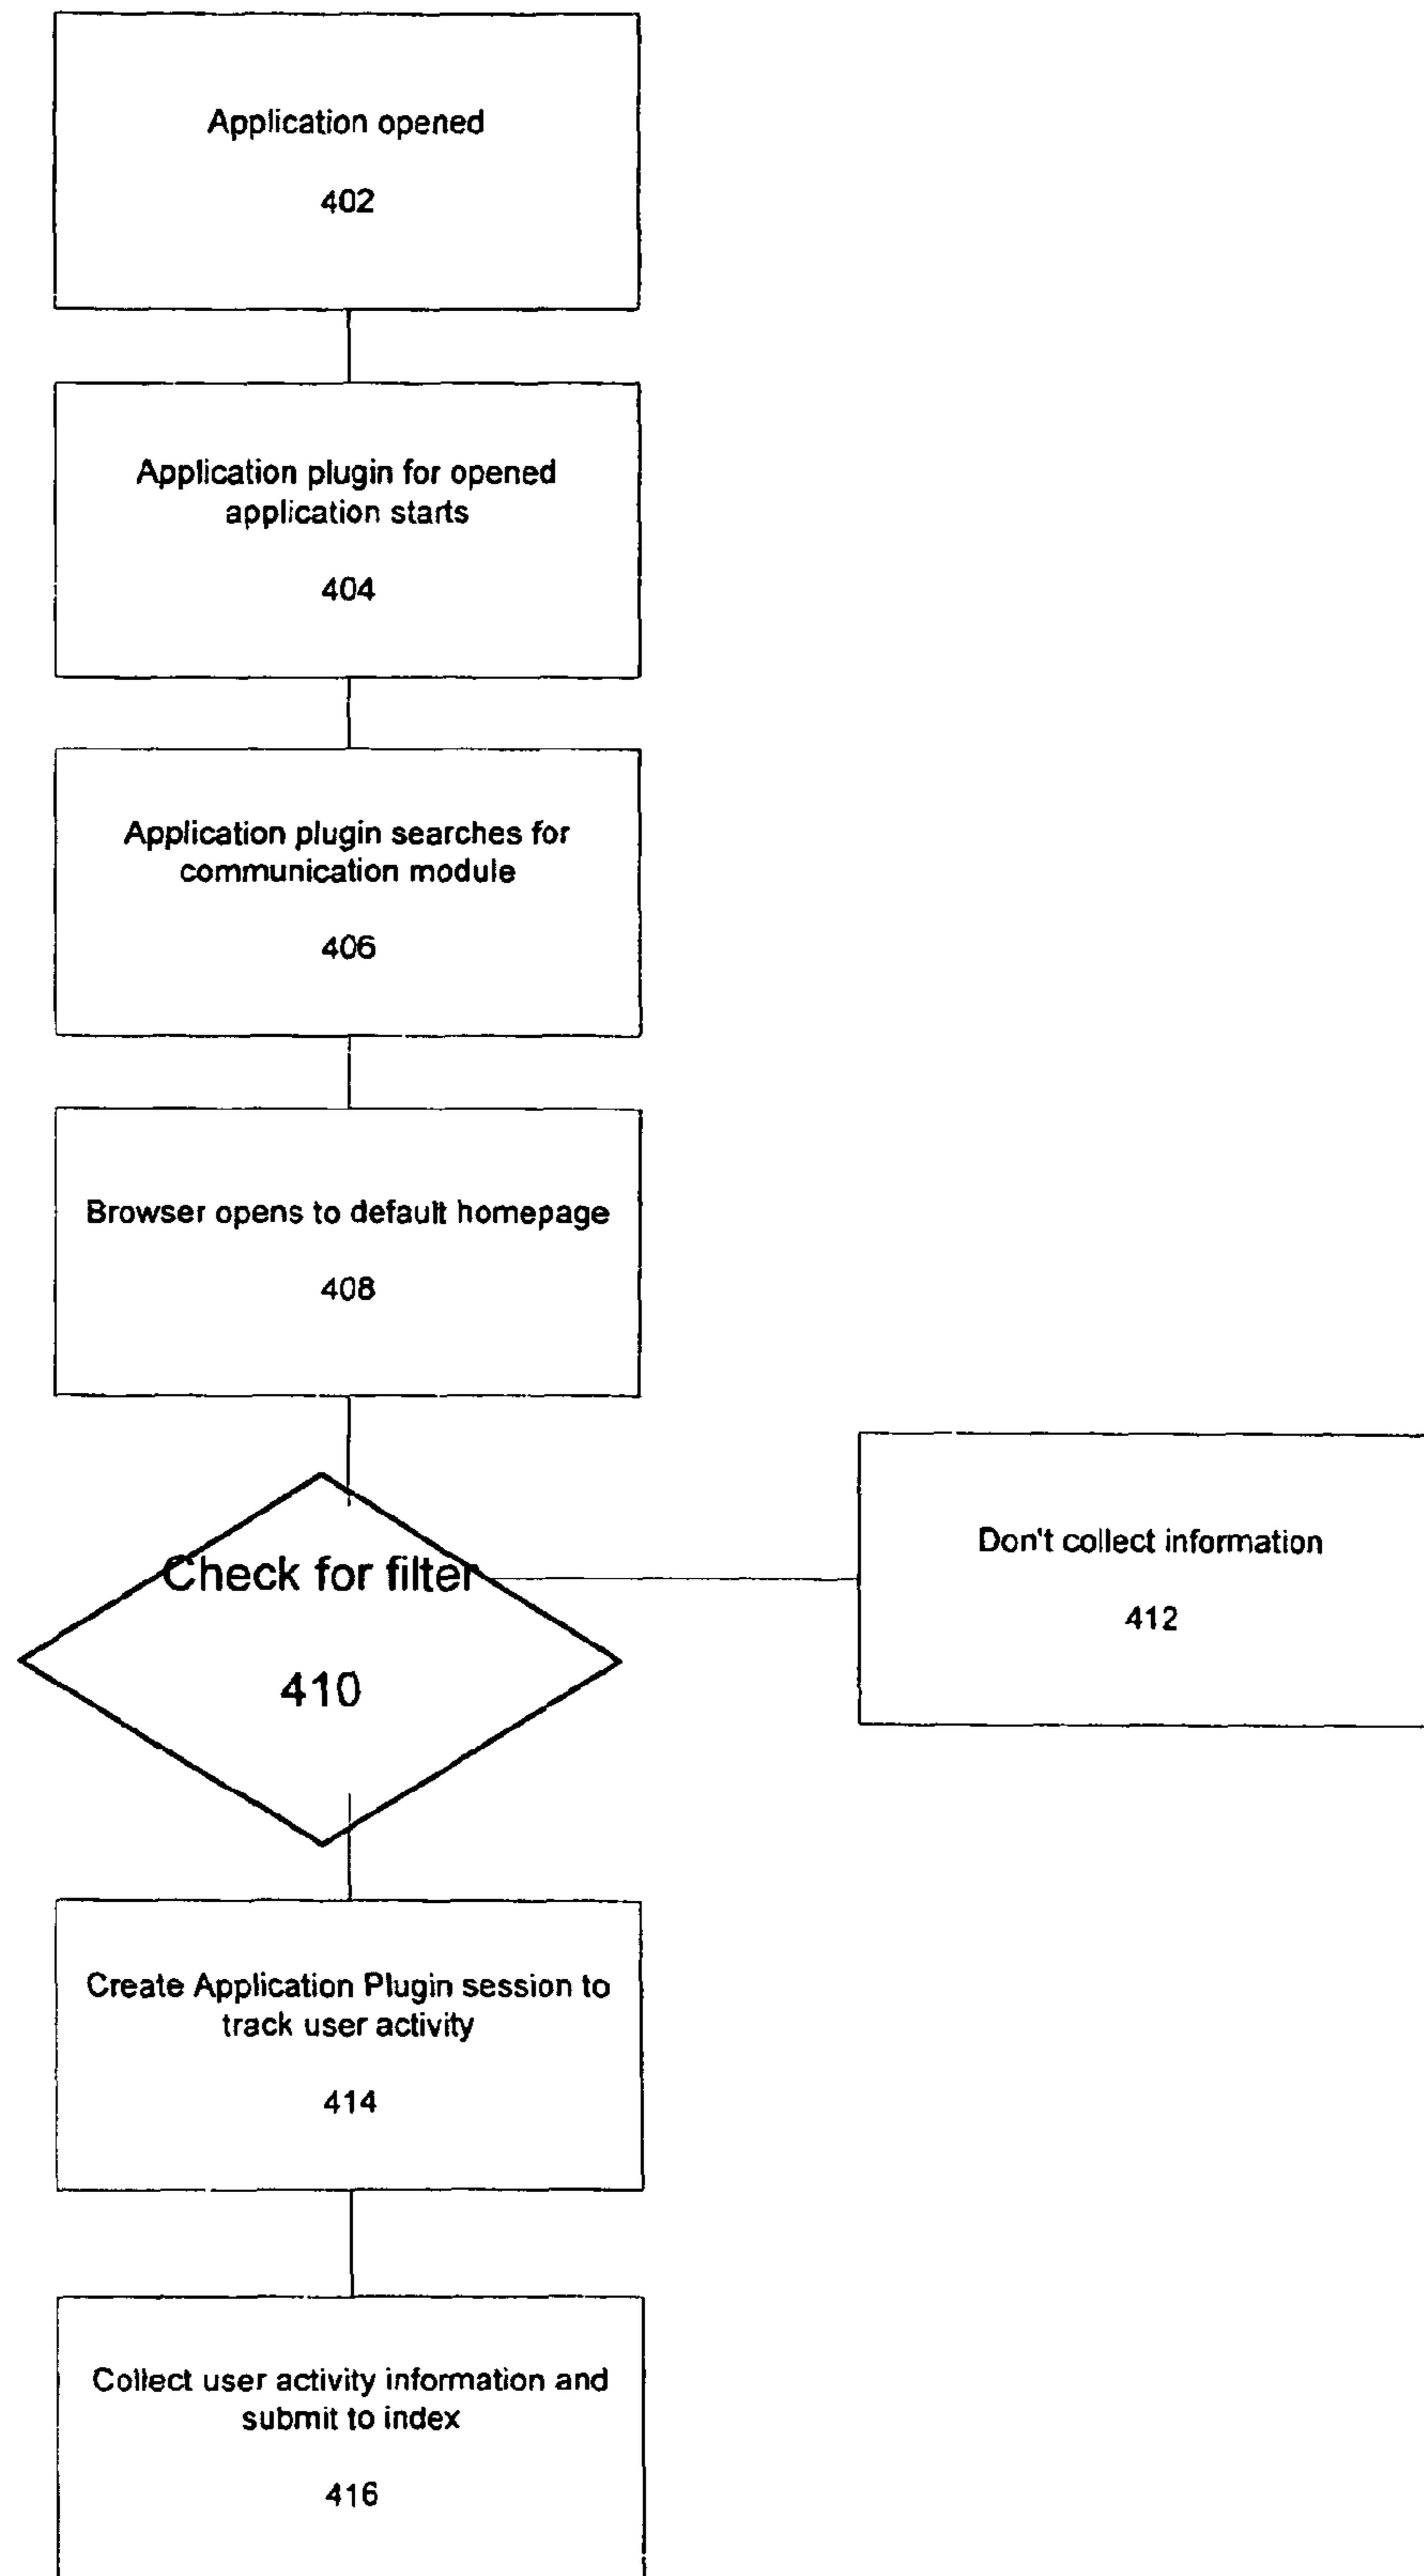 Application opened
402
Application plugin for opened
application starts
404
Application plugin searches for
communication module
406
Browser opens to default homepage
408
Check for filter
410
Don't collect information
412
Create Application Plugin session to
track user activity
414
Collect user activity information and
submit to index
416